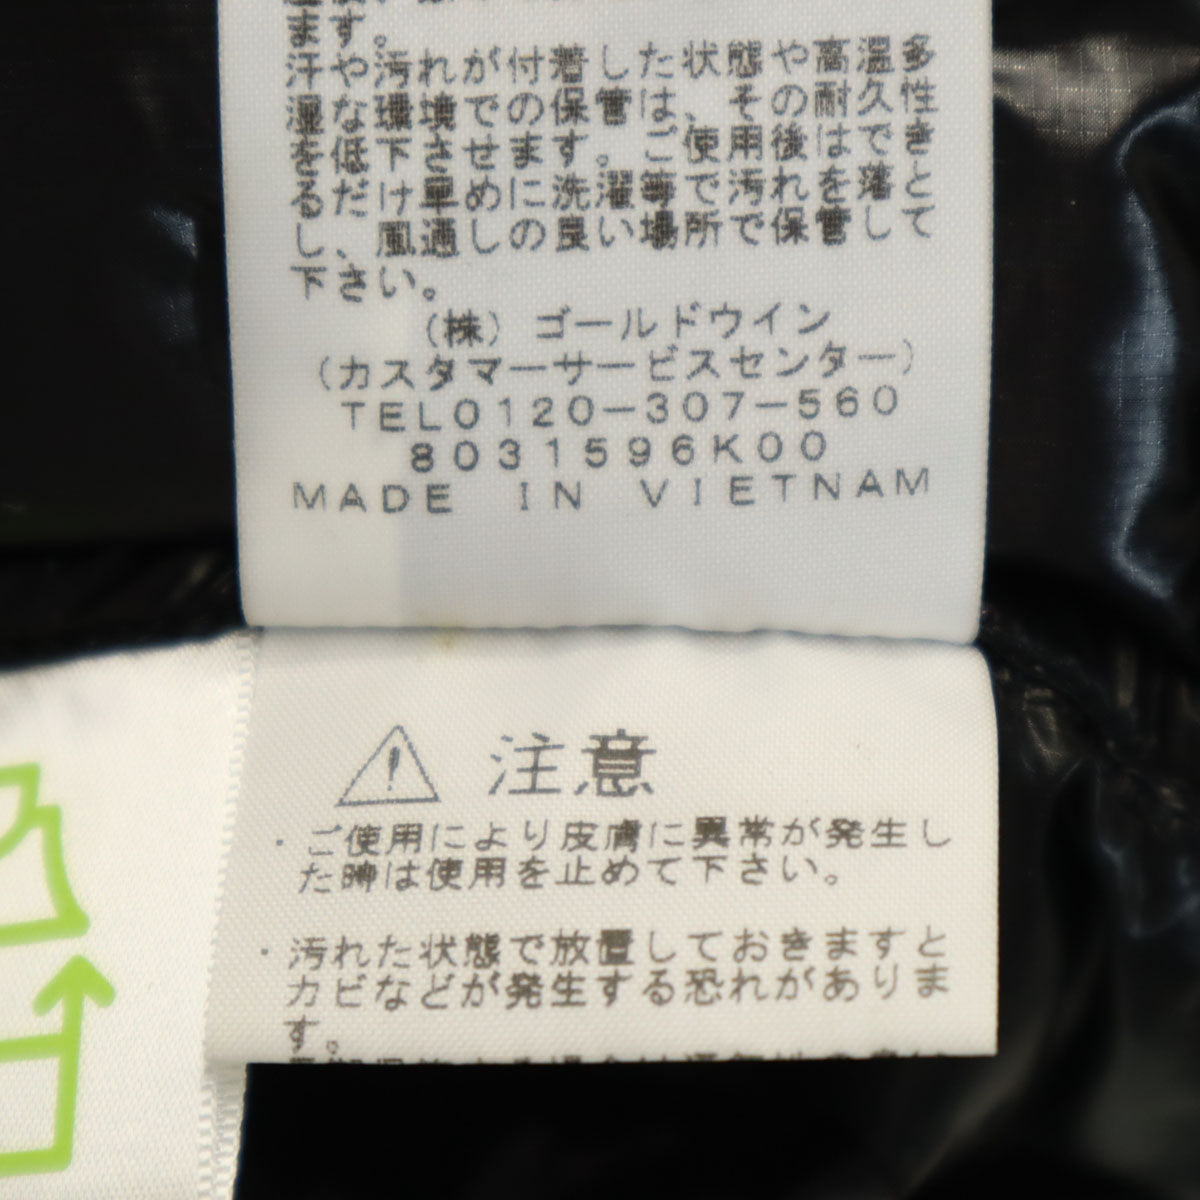 ます。
汗や汚れが付着した状態や高温多
湿な環境での保管は、その耐久性
を低下させます。ご使用後はできる
だけ早めに洗濯等で汚れを落とし
、風通しの良い場所で保管して
下さい。
(株) ゴールドウイン
(カスタマーサービスセンター)
TEL0120-307-560
8031596K00
MADE IN VIETNAM
注意
・ご使用により皮膚に異常が発生し
た時は使用を止めて下さい。
・汚れた状態で放置しておきますと
カビなどが発生する恐れがありま
す。